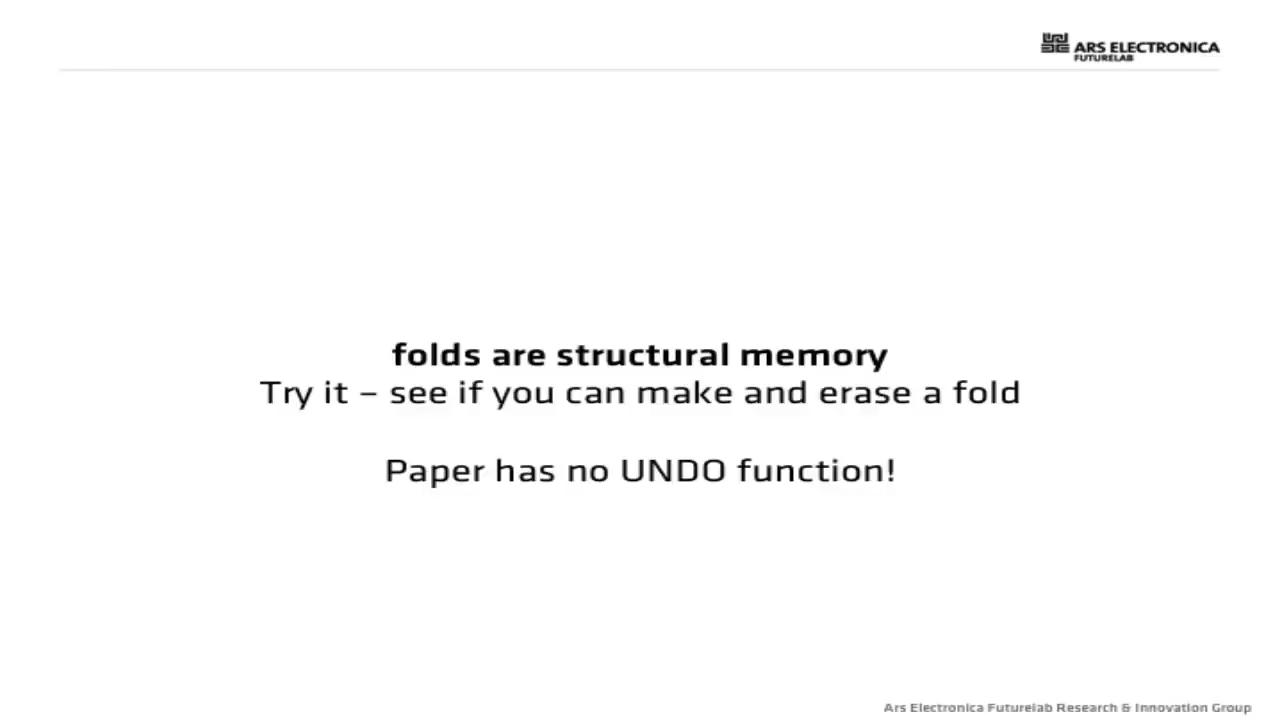 ARS ELECTRONICA
FUTURELAB
folds are structural memory
Try it – see if you can make and erase a fold
Paper has no UNDO function!
Ars Electronica Futurelab Research & Innovation Group